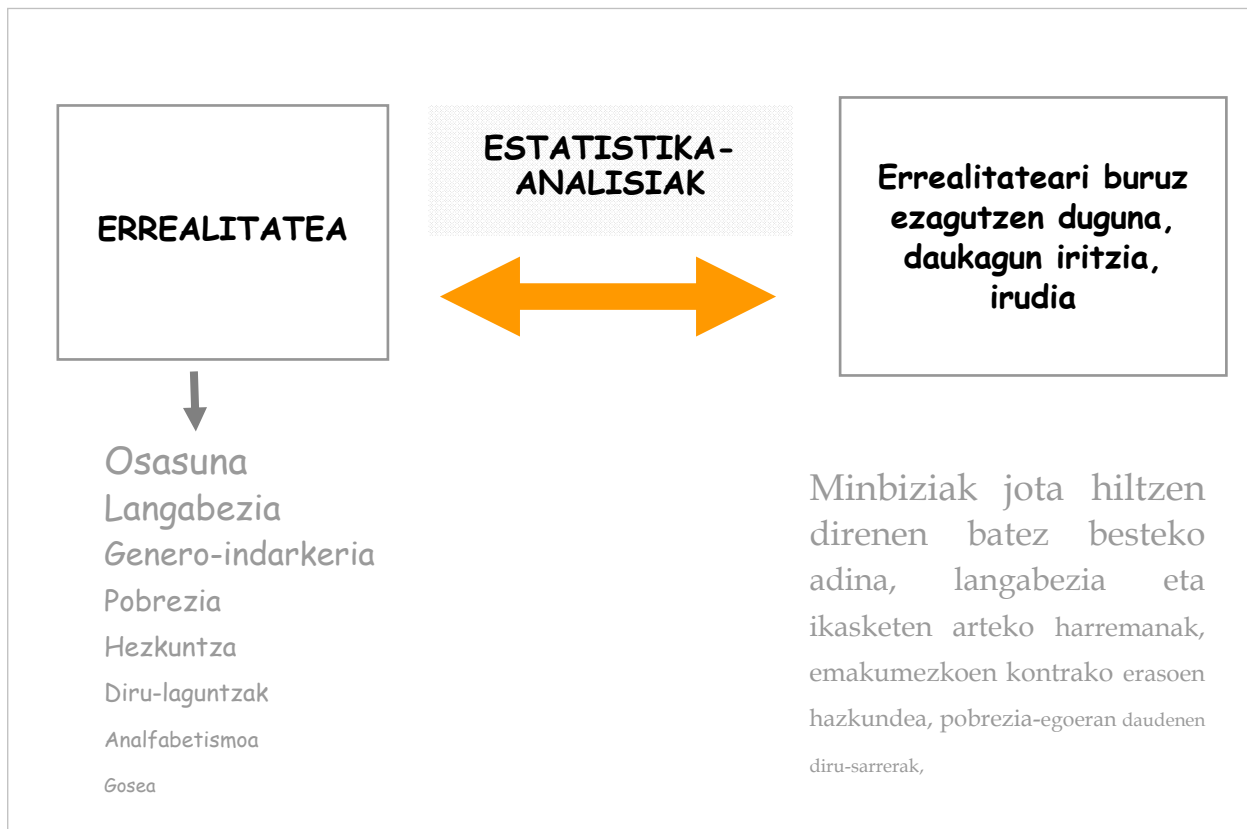 ERREALITATEA
ESTATISTIKA-
ANALISIAK
Errealitateari buruz
ezagutzen duguna,
daukagun iritzia,
irudia
Osasuna
Langabezia
Genero-indarkeria
Pobrezia
Hezkuntza
Diru-laguntzak
Analfabetismoa
Gosea
Minbiziak jota hiltzen
direnen batez besteko
adina, langabezia eta
ikasketen arteko harremanak,
emakumezkoen kontrako erasoen
hazkundea, pobrezia-egoeran daudenen
diru-sarrerak,